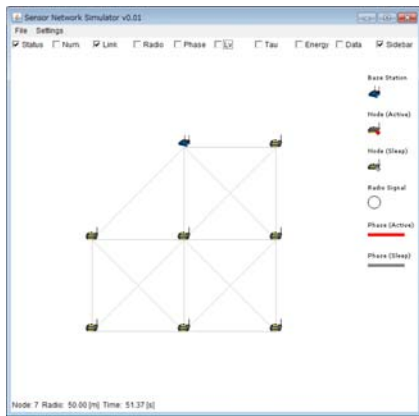 Sensor Network Simulator v0.01
File Settings
Status Num. Link Radio Phase Lv Tau Energy Data Sidebar
Base Station
Node (Active)
Node (Sleep)
Radio Signal
Phase (Active)
Phase (Sleep)
Node: 7 Radio: 50.00 [m] Time: 51.37 [s]